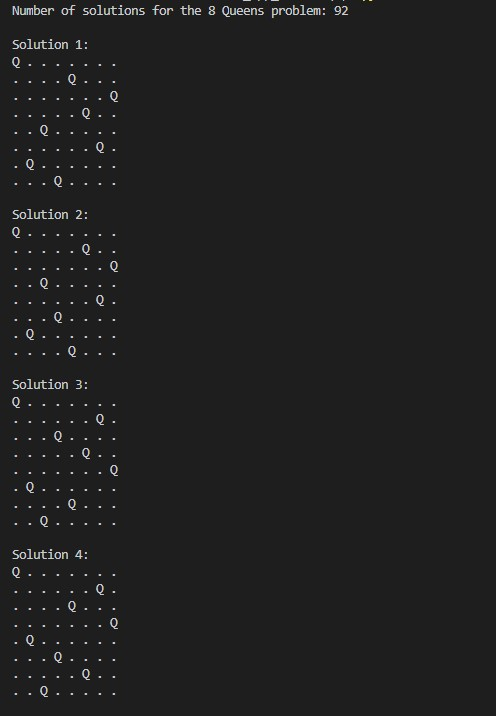 Number of solutions for the 8 Queens problem: 92
Solution 1:
Q . . . . . . .
. . . . Q . . .
. . . . . . . Q
. . . . . Q . .
. . Q . . . . .
. . . . . . Q .
. Q . . . . . .
. . . Q . . . .
Solution 2:
Q . . . . . . .
. . . . . Q . .
. . . . . . . Q
. . Q . . . . .
. . . . . . Q .
. . . Q . . . .
. Q . . . . . .
. . . . Q . . .
Solution 3:
Q . . . . . . .
. . . . . . Q .
. . . Q . . . .
. . . . . Q . .
. . . . . . . Q
. Q . . . . . .
. . . . Q . . .
. . Q . . . . .
Solution 4:
Q . . . . . . .
. . . . . . Q .
. . . . Q . . .
. . . . . . . Q
. Q . . . . . .
. . . Q . . . .
. . . . . Q . .
. . Q . . . . .